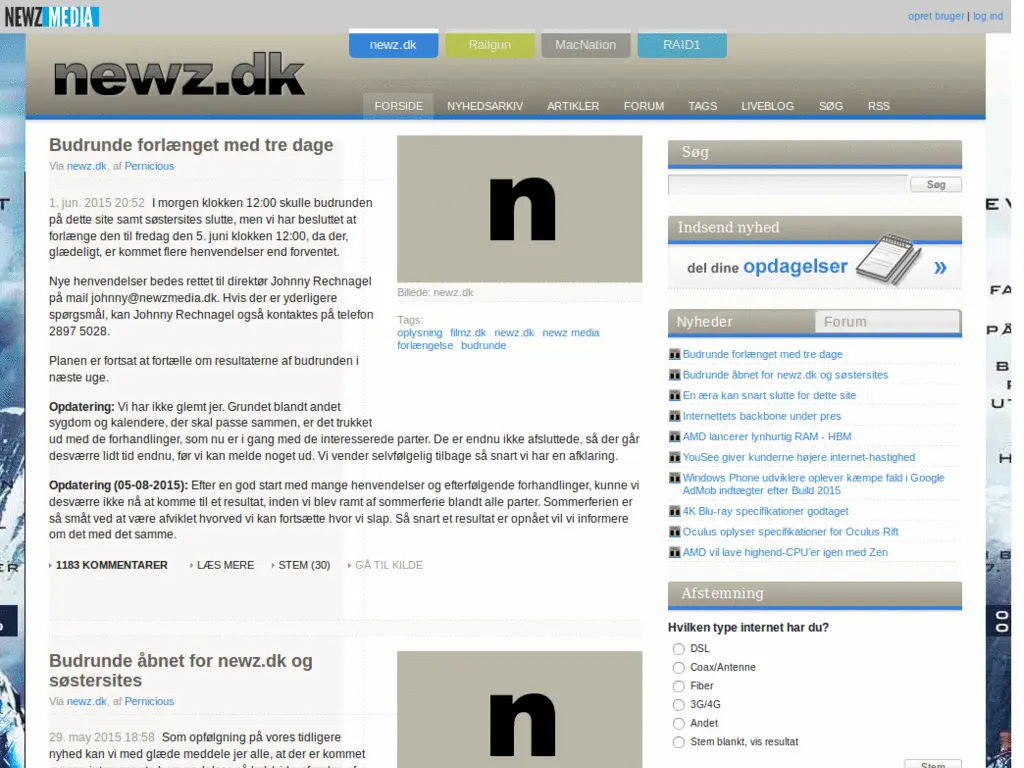 NEWZ MEDIA
opret bruger | log ind
newz.dk
Railgun
MacNation
RAID1
newz.dk
FORSIDE
NYHEDSARKIV
ARTIKLER
FORUM
TAGS
LIVEBLOG
SØG
RSS
Budrunde forlænget med tre dage
Via newz.dk, af Pernicious
1. jun. 2015 20:52 I morgen klokken 12:00 skulle budrunden
på dette site samt søstersites slutte, men vi har besluttet at
forlænge den til fredag den 5. juni klokken 12:00, da der,
glædeligt, er kommet flere henvendelser end forventet.
Nye henvendelser bedes rettet til direktør Johnny Rechnagel
på mail johnny@newzmedia.dk. Hvis der er yderligere
spørgsmål, kan Johnny Rechnagel også kontaktes på telefon
2897 5028.
Planen er fortsat at fortælle om resultaterne af budrunden i
næste uge.
Opdatering: Vi har ikke glemt jer. Grundet blandt andet
sygdom og kalendere, der skal passe sammen, er det trukket
ud med de forhandlinger, som nu er i gang med de interesserede parter. De er endnu ikke afsluttede, så der går
desværre lidt tid endnu, før vi kan melde noget ud. Vi vender selvfølgelig tilbage så snart vi har en afklaring.
Opdatering (05-08-2015): Efter en god start med mange henvendelser og efterfølgende forhandlinger, kunne vi
desværre ikke nå at komme til et resultat, inden vi blev ramt af sommerferie blandt alle parter. Sommerferien er
så småt ved at være afviklet hvorved vi kan fortsætte hvor vi slap. Så snart et resultat er opnået vil vi informere
om det med det samme.
1183 KOMMENTARER
LÆS MERE
STEM (30)
GÅ TIL KILDE
n
Billede: newz.dk
Tags:
oplysning filmz.dk newz.dk newz media
forlængelse budrunde
Budrunde åbnet for newz.dk og
søstersites
Via newz.dk, af Pernicious
29. may 2015 18:58 Som opfølgning på vores tidligere
nyhed kan vi med glæde meddele jer alle, at der er kommet
n
Søg
Søg
Indsend nyhed
del dine opdagelser »
Nyheder
Forum
Budrunde forlænget med tre dage
Budrunde åbnet for newz.dk og søstersites
En æra kan snart slutte for dette site
Internettets backbone under pres
AMD lancerer lynhurtig RAM - HBM
YouSee giver kunderne højere internet-hastighed
Windows Phone udviklere oplever kæmpe fald i Google
AdMob indtægter efter Build 2015
4K Blu-ray specifikationer godtaget
Oculus oplyser specifikationer for Oculus Rift
AMD vil lave highend-CPU'er igen med Zen
Afstemning
Hvilken type internet har du?
DSL
Coax/Antenne
Fiber
3G/4G
Andet
Stem blankt, vis resultat
Stem